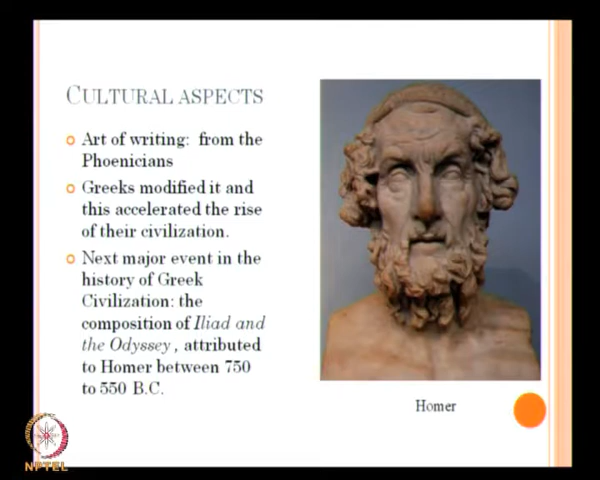 CULTURAL ASPECTS
Art of writing: from the
Phoenicians
Greeks modified it and
this accelerated the rise
of their civilization.
Next major event in the
history of Greek
Civilization: the
composition of Iliad and
the Odyssey, attributed
to Homer between 750
to 550 B.C.
Homer
NPTEL